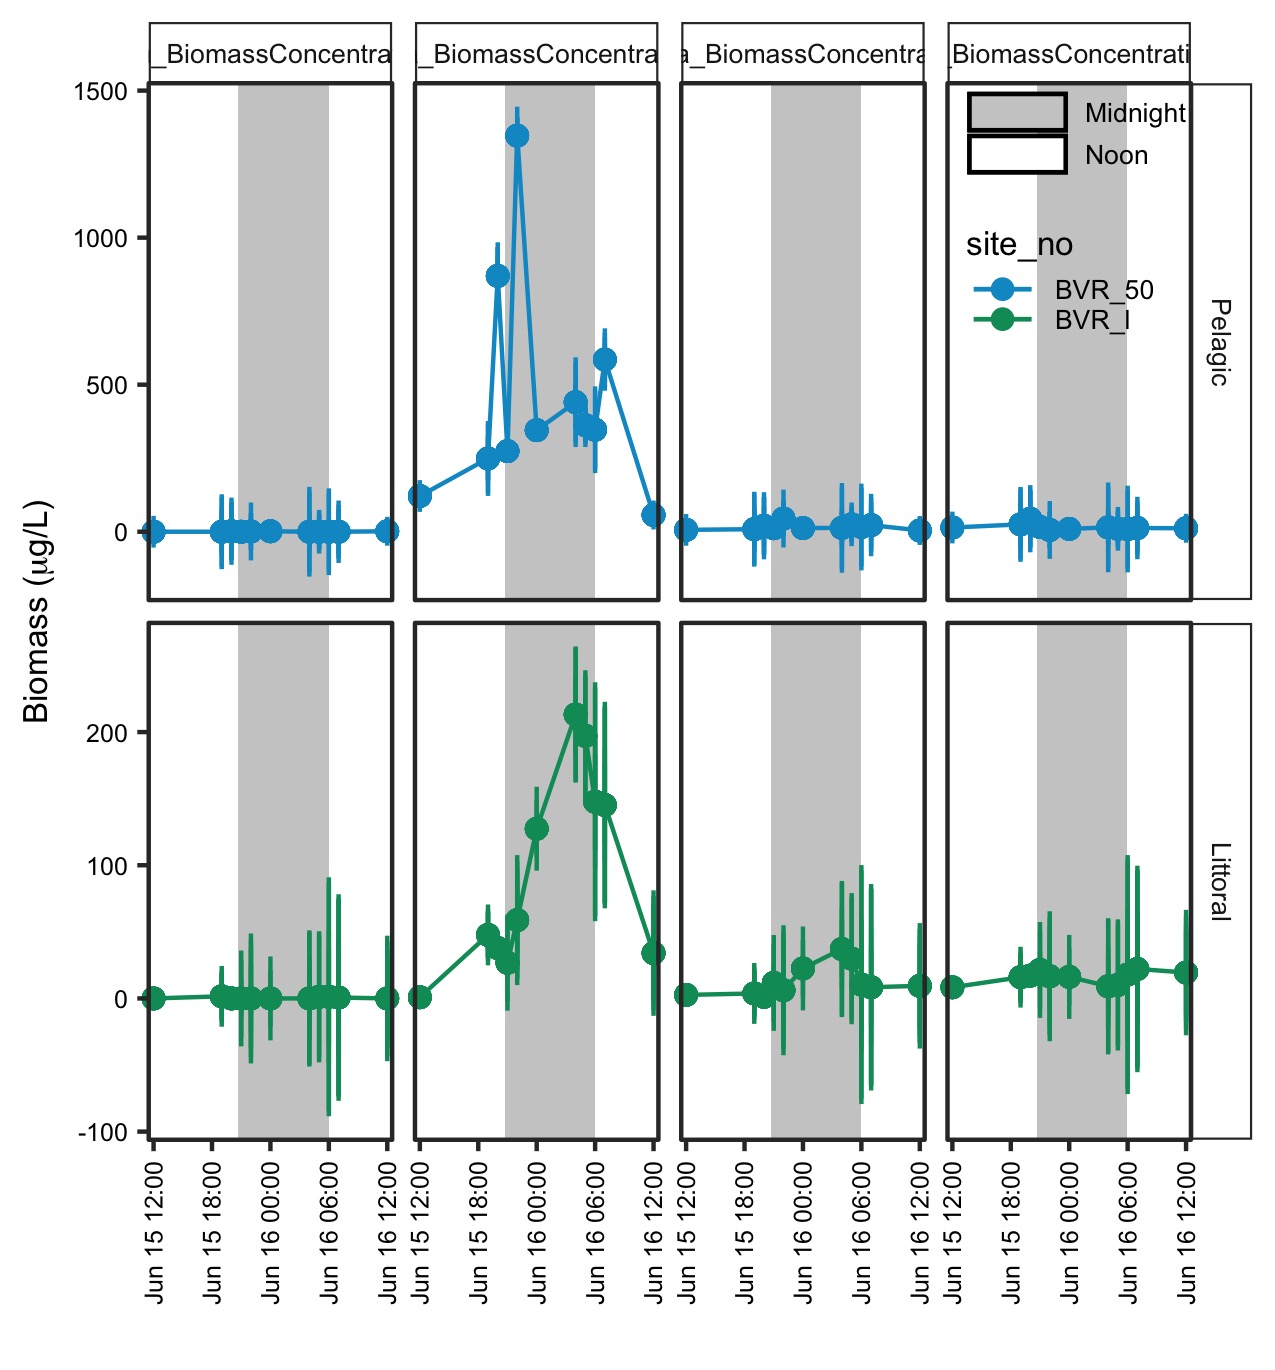 _BiomassConcentra
_BiomassConcentra
a_BiomassConcentra
_BiomassConcentrati
1500
1000
500
0
Midnight
Noon
site_no
BVR_50
BVR_l
Pelagic
Biomass (µg/L)
200
100
0
-100
Littoral
Jun 15 12:00
Jun 15 18:00
Jun 16 00:00
Jun 16 06:00
Jun 16 12:00
Jun 15 12:00
Jun 15 18:00
Jun 16 00:00
Jun 16 06:00
Jun 16 12:00
Jun 15 12:00
Jun 15 18:00
Jun 16 00:00
Jun 16 06:00
Jun 16 12:00
Jun 15 12:00
Jun 15 18:00
Jun 16 00:00
Jun 16 06:00
Jun 16 12:00